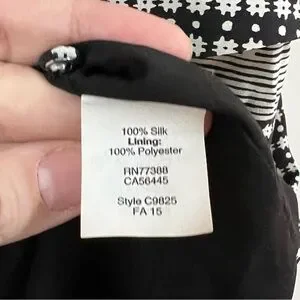 100% Silk
Lining:
100% Polyester
RN77388
CA56445
Style C9825
FA 15